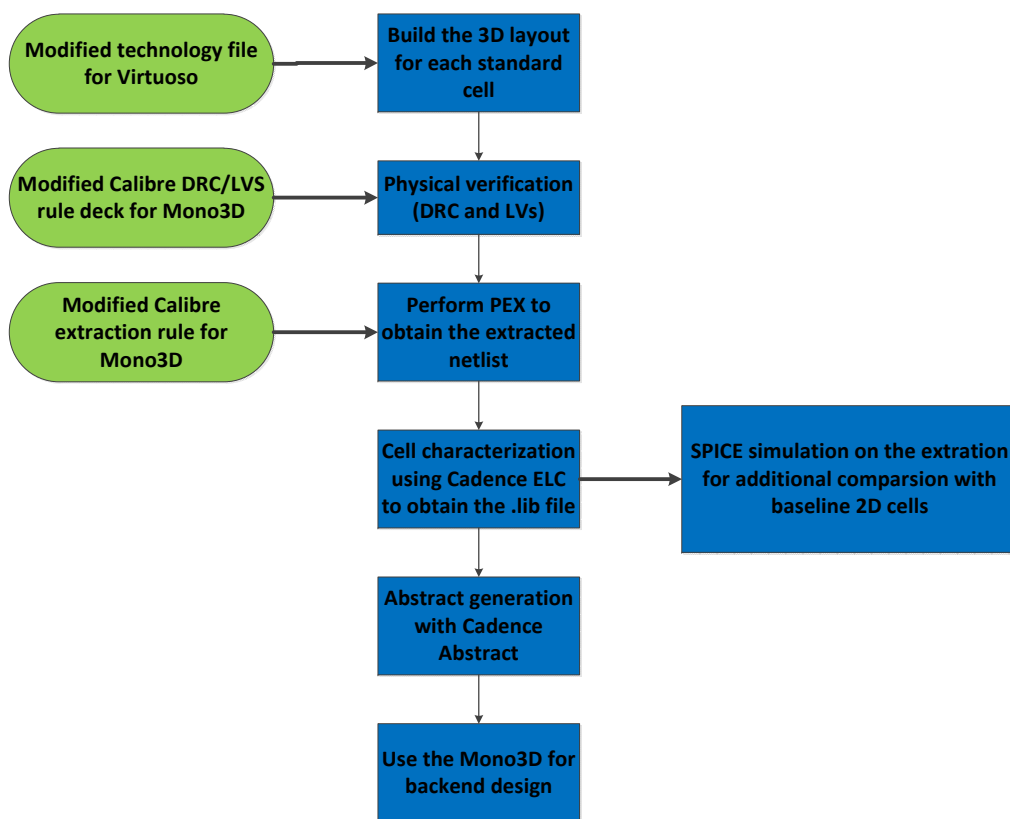 Modified technology file
for Virtuoso
Build the 3D layout
for each standard
cell
Modified Calibre DRC/LVS
rule deck for Mono3D
Physical verification
(DRC and LVs)
Modified Calibre
extraction rule for
Mono3D
Perform PEX to
obtain the extracted
netlist
Cell characterization
using Cadence ELC
to obtain the .lib file
SPICE simulation on the extration
for additional comparsion with
baseline 2D cells
Abstract generation
with Cadence
Abstract
Use the Mono3D for
backend design